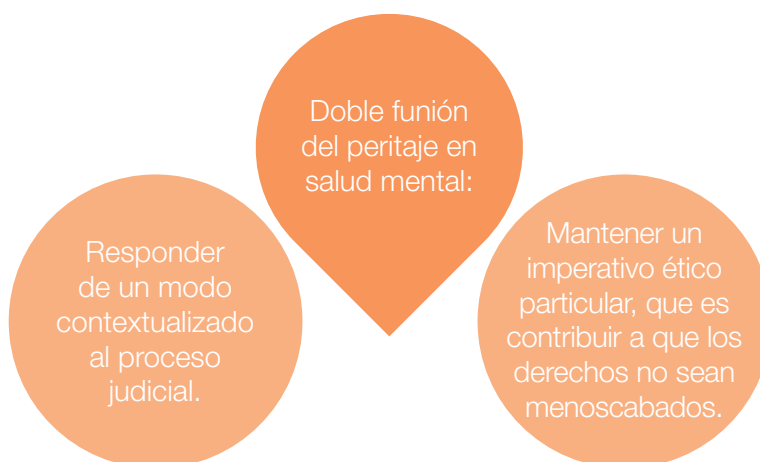 Doble funión
del peritaje en
salud mental:
Responder
de un modo
contextualizado
al proceso
judicial.
Mantener un
imperativo ético
particular, que es
contribuir a que los
derechos no sean
menoscabados.